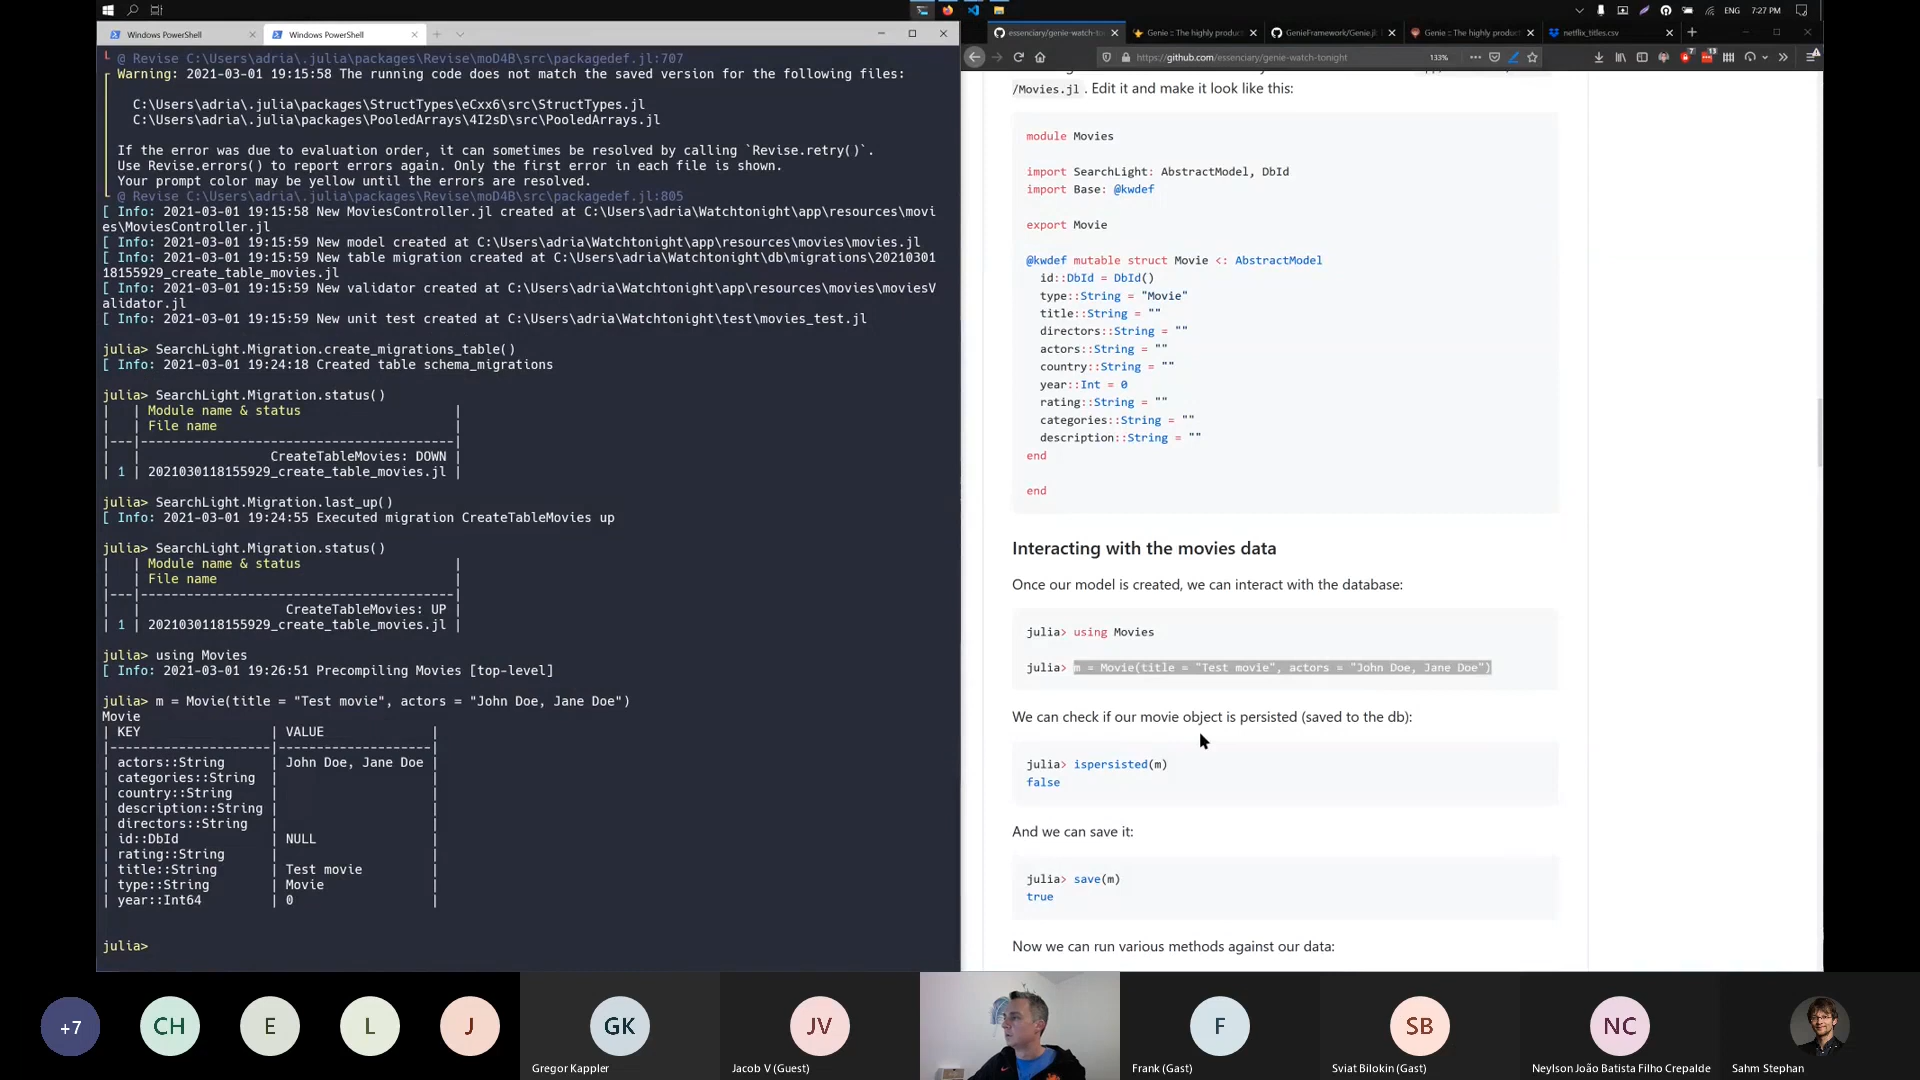 ENG
7:27 PM
Windows PowerShell
Windows PowerShell
@ Revise C:\Users\adria\.julia\packages\Revise\moD4B\src\packagedef.jl:707
Warning: 2021-03-01 19:15:58 The running code does not match the saved version for the following files:
C:\Users\adria\.julia\packages\StructTypes\eCxx6\src\StructTypes.jl
C:\Users\adria\.julia\packages\PooledArrays\4I2sD\src\PooledArrays.jl
If the error was due to evaluation order, it can sometimes be resolved by calling `Revise.retry()`.
Use Revise.errors() to report errors again. Only the first error in each file is shown.
Your prompt color may be yellow until the errors are resolved.
@ Revise C:\Users\adria\.julia\packages\Revise\moD4B\src\packagedef.jl:805
[ Info: 2021-03-01 19:15:58 New MoviesController.jl created at C:\Users\adria\Watchtonight\app\resources\movi
es\MoviesController.jl
[ Info: 2021-03-01 19:15:59 New model created at C:\Users\adria\Watchtonight\app\resources\movies\movies.jl
[ Info: 2021-03-01 19:15:59 New table migration created at C:\Users\adria\Watchtonight\db\migrations\20210301
18155929_create_table_movies.jl
[ Info: 2021-03-01 19:15:59 New validator created at C:\Users\adria\Watchtonight\app\resources\movies\moviesV
alidator.jl
[ Info: 2021-03-01 19:15:59 New unit test created at C:\Users\adria\Watchtonight\test\movies_test.jl
julia> SearchLight.Migration.create_migrations_table()
[ Info: 2021-03-01 19:24:18 Created table schema_migrations
julia> SearchLight.Migration.status()
|   | Module name & status                    |
|   | File name                               |
|---|-----------------------------------------|
|   |                 CreateTableMovies: DOWN |
| 1 | 2021030118155929_create_table_movies.jl |
julia> SearchLight.Migration.last_up()
[ Info: 2021-03-01 19:24:55 Executed migration CreateTableMovies up
julia> SearchLight.Migration.status()
|   | Module name & status                    |
|   | File name                               |
|---|-----------------------------------------|
|   |                   CreateTableMovies: UP |
| 1 | 2021030118155929_create_table_movies.jl |
julia> using Movies
[ Info: 2021-03-01 19:26:51 Precompiling Movies [top-level]
julia> m = Movie(title = "Test movie", actors = "John Doe, Jane Doe")
Movie
| KEY                 | VALUE              |
|---------------------|--------------------|
| actors::String      | John Doe, Jane Doe |
| categories::String  |                    |
| country::String     |                    |
| description::String |                    |
| directors::String   |                    |
| id::DbId            | NULL               |
| rating::String      |                    |
| title::String       | Test movie         |
| type::String        | Movie              |
| year::Int64         | 0                  |
julia>
essenciary/genie-watch-to
Genie :: The highly produc
GenieFramework/Genie.jl
Genie :: The highly produc
netflix_titles.csv
https://github.com/essenciary/genie-watch-tonight
133%
/Movies.jl . Edit it and make it look like this:
module Movies
import SearchLight: AbstractModel, DbId
import Base: @kwdef
export Movie
@kwdef mutable struct Movie <: AbstractModel
id::DbId = DbId()
type::String = "Movie"
title::String = ""
directors::String = ""
actors::String = ""
country::String = ""
year::Int = 0
rating::String = ""
categories::String = ""
description::String = ""
end
end
Interacting with the movies data
Once our model is created, we can interact with the database:
julia> using Movies
julia> m = Movie(title = "Test movie", actors = "John Doe, Jane Doe")
We can check if our movie object is persisted (saved to the db):
julia> ispersisted(m)
false
And we can save it:
julia> save(m)
true
Now we can run various methods against our data:
+7
CH
E
L
J
GK
Gregor Kappler
JV
Jacob V (Guest)
F
Frank (Gast)
SB
Sviat Bilokin (Gast)
NC
Neylson João Batista Filho Crepalde
Sahm Stephan